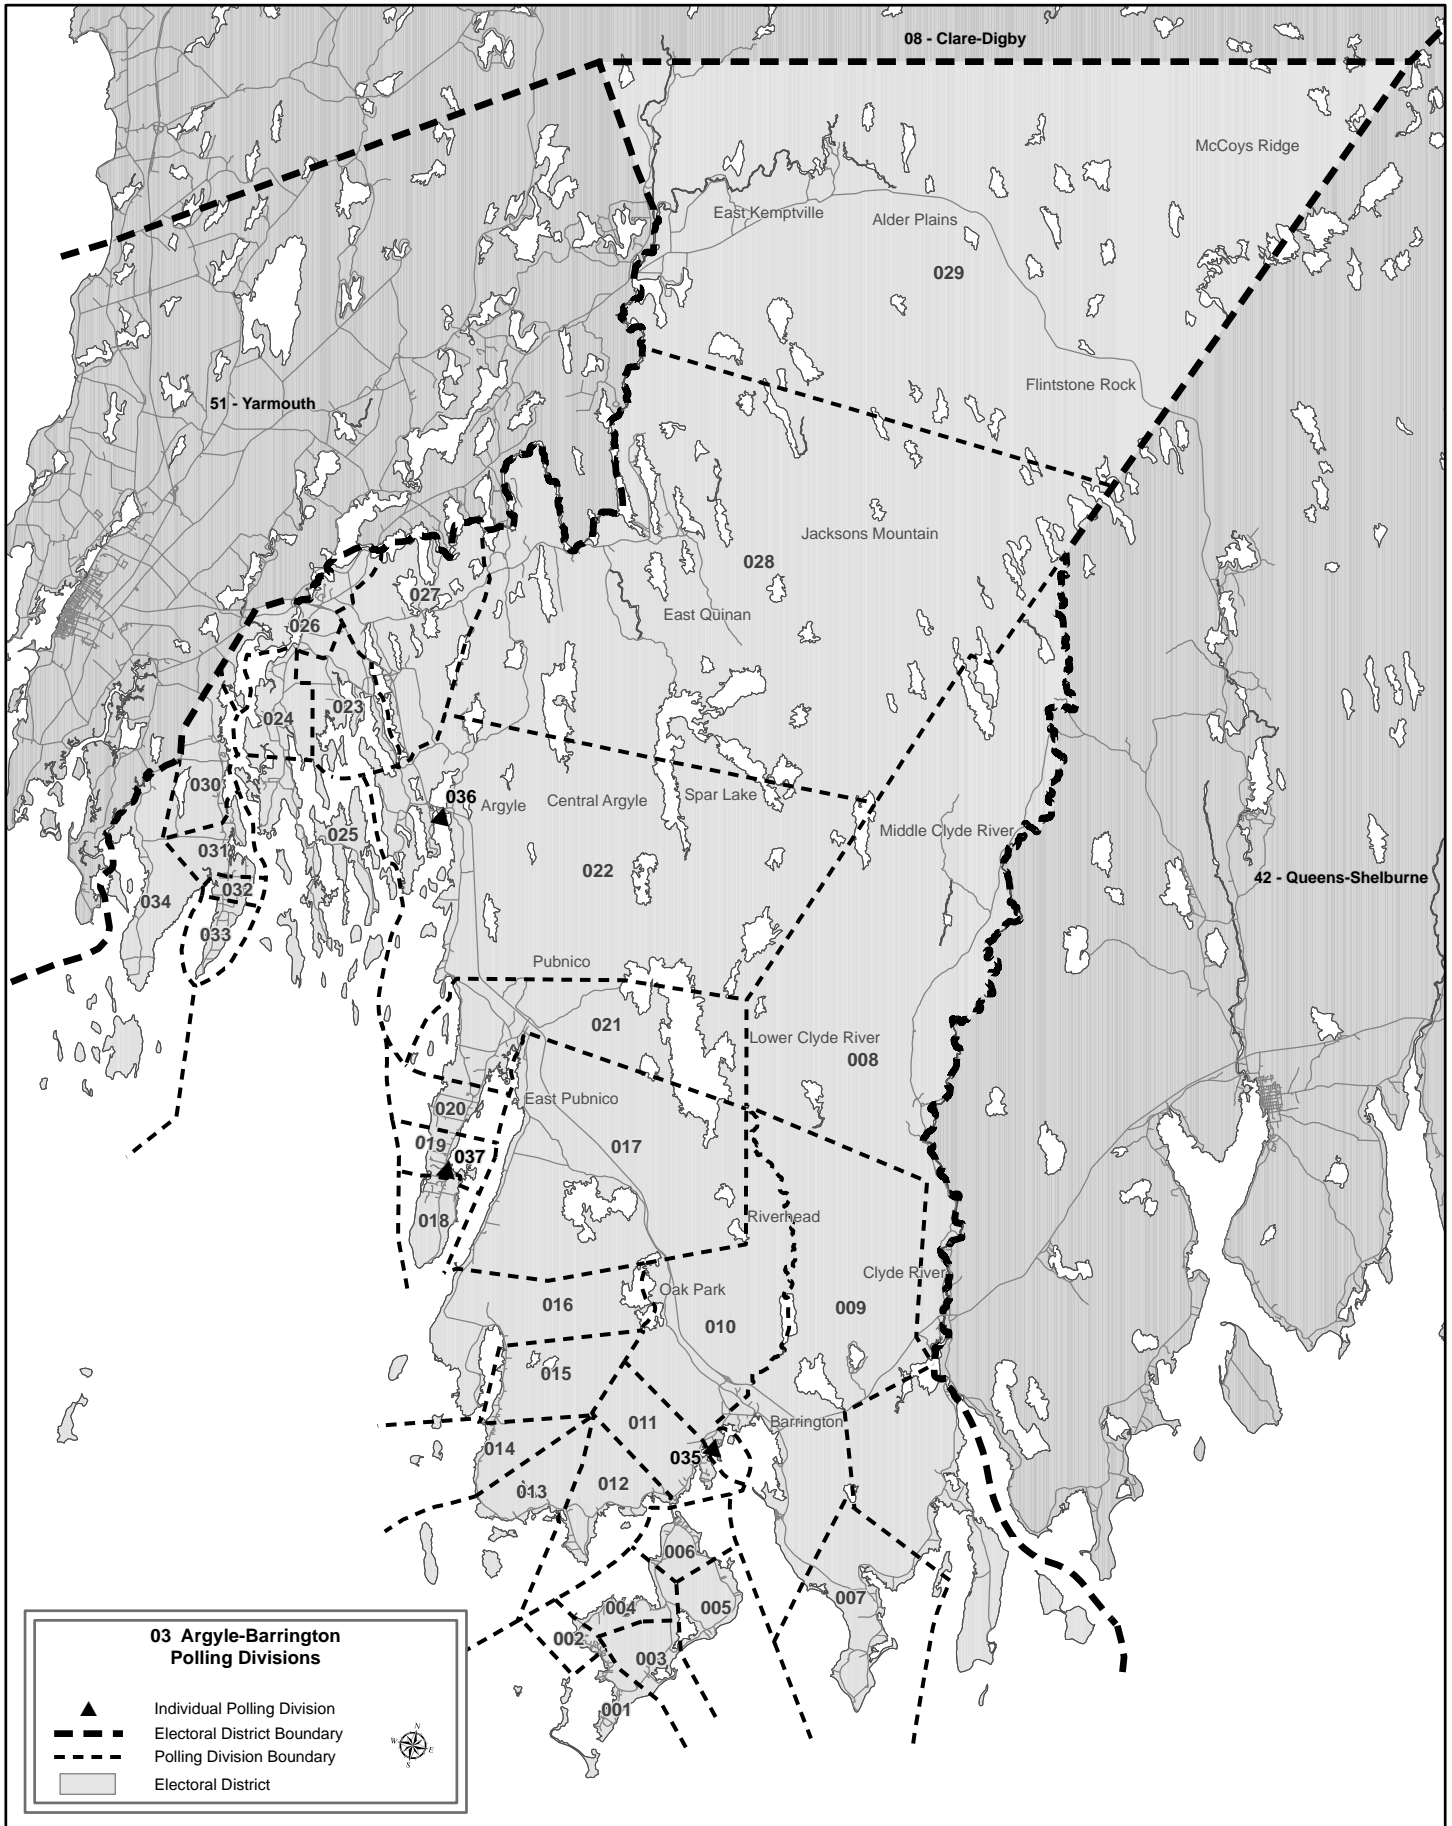 08 - Clare-Digby
McCoys Ridge
East Kemptville
Alder Plains
029
Flintstone Rock
51 - Yarmouth
Jacksons Mountain
028
027
East Quinan
026
023
024
030
036
Argyle
Central Argyle
Spar Lake
025
Middle Clyde River
031
022
42 - Queens-Shelburne
032
034
033
Pubnico
021
Lower Clyde River
008
East Pubnico
020
019
017
037
018
Riverhead
Clyde River
Oak Park
016
009
010
015
011
Barrington
014
035
012
013
006
007
004
005
002
003
001
03 Argyle-Barrington
Polling Divisions
Individual Polling Division
Electoral District Boundary
Polling Division Boundary
Electoral District
N
W
E
S